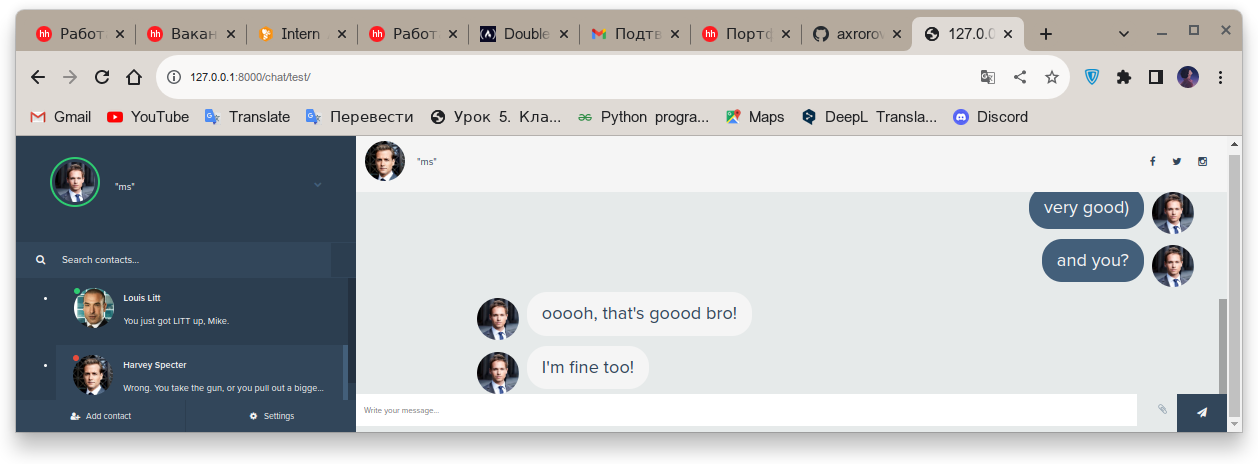 Работ
Вакан
Intern
Работ
Double
Подтв
Портф
axrorov
127.0.0
127.0.0.1:8000/chat/test/
Gmail YouTube Translate Перевести Урок 5. Кла... Python progra... Maps DeepL Transla... Discord
"ms"
Search contacts...
Louis Litt
You just got LITT up, Mike.
Harvey Specter
Wrong. You take the gun, or you pull out a bigge...
Add contact
Settings
"ms"
very good)
and you?
ooooh, that's goood bro!
I'm fine too!
Write your message...